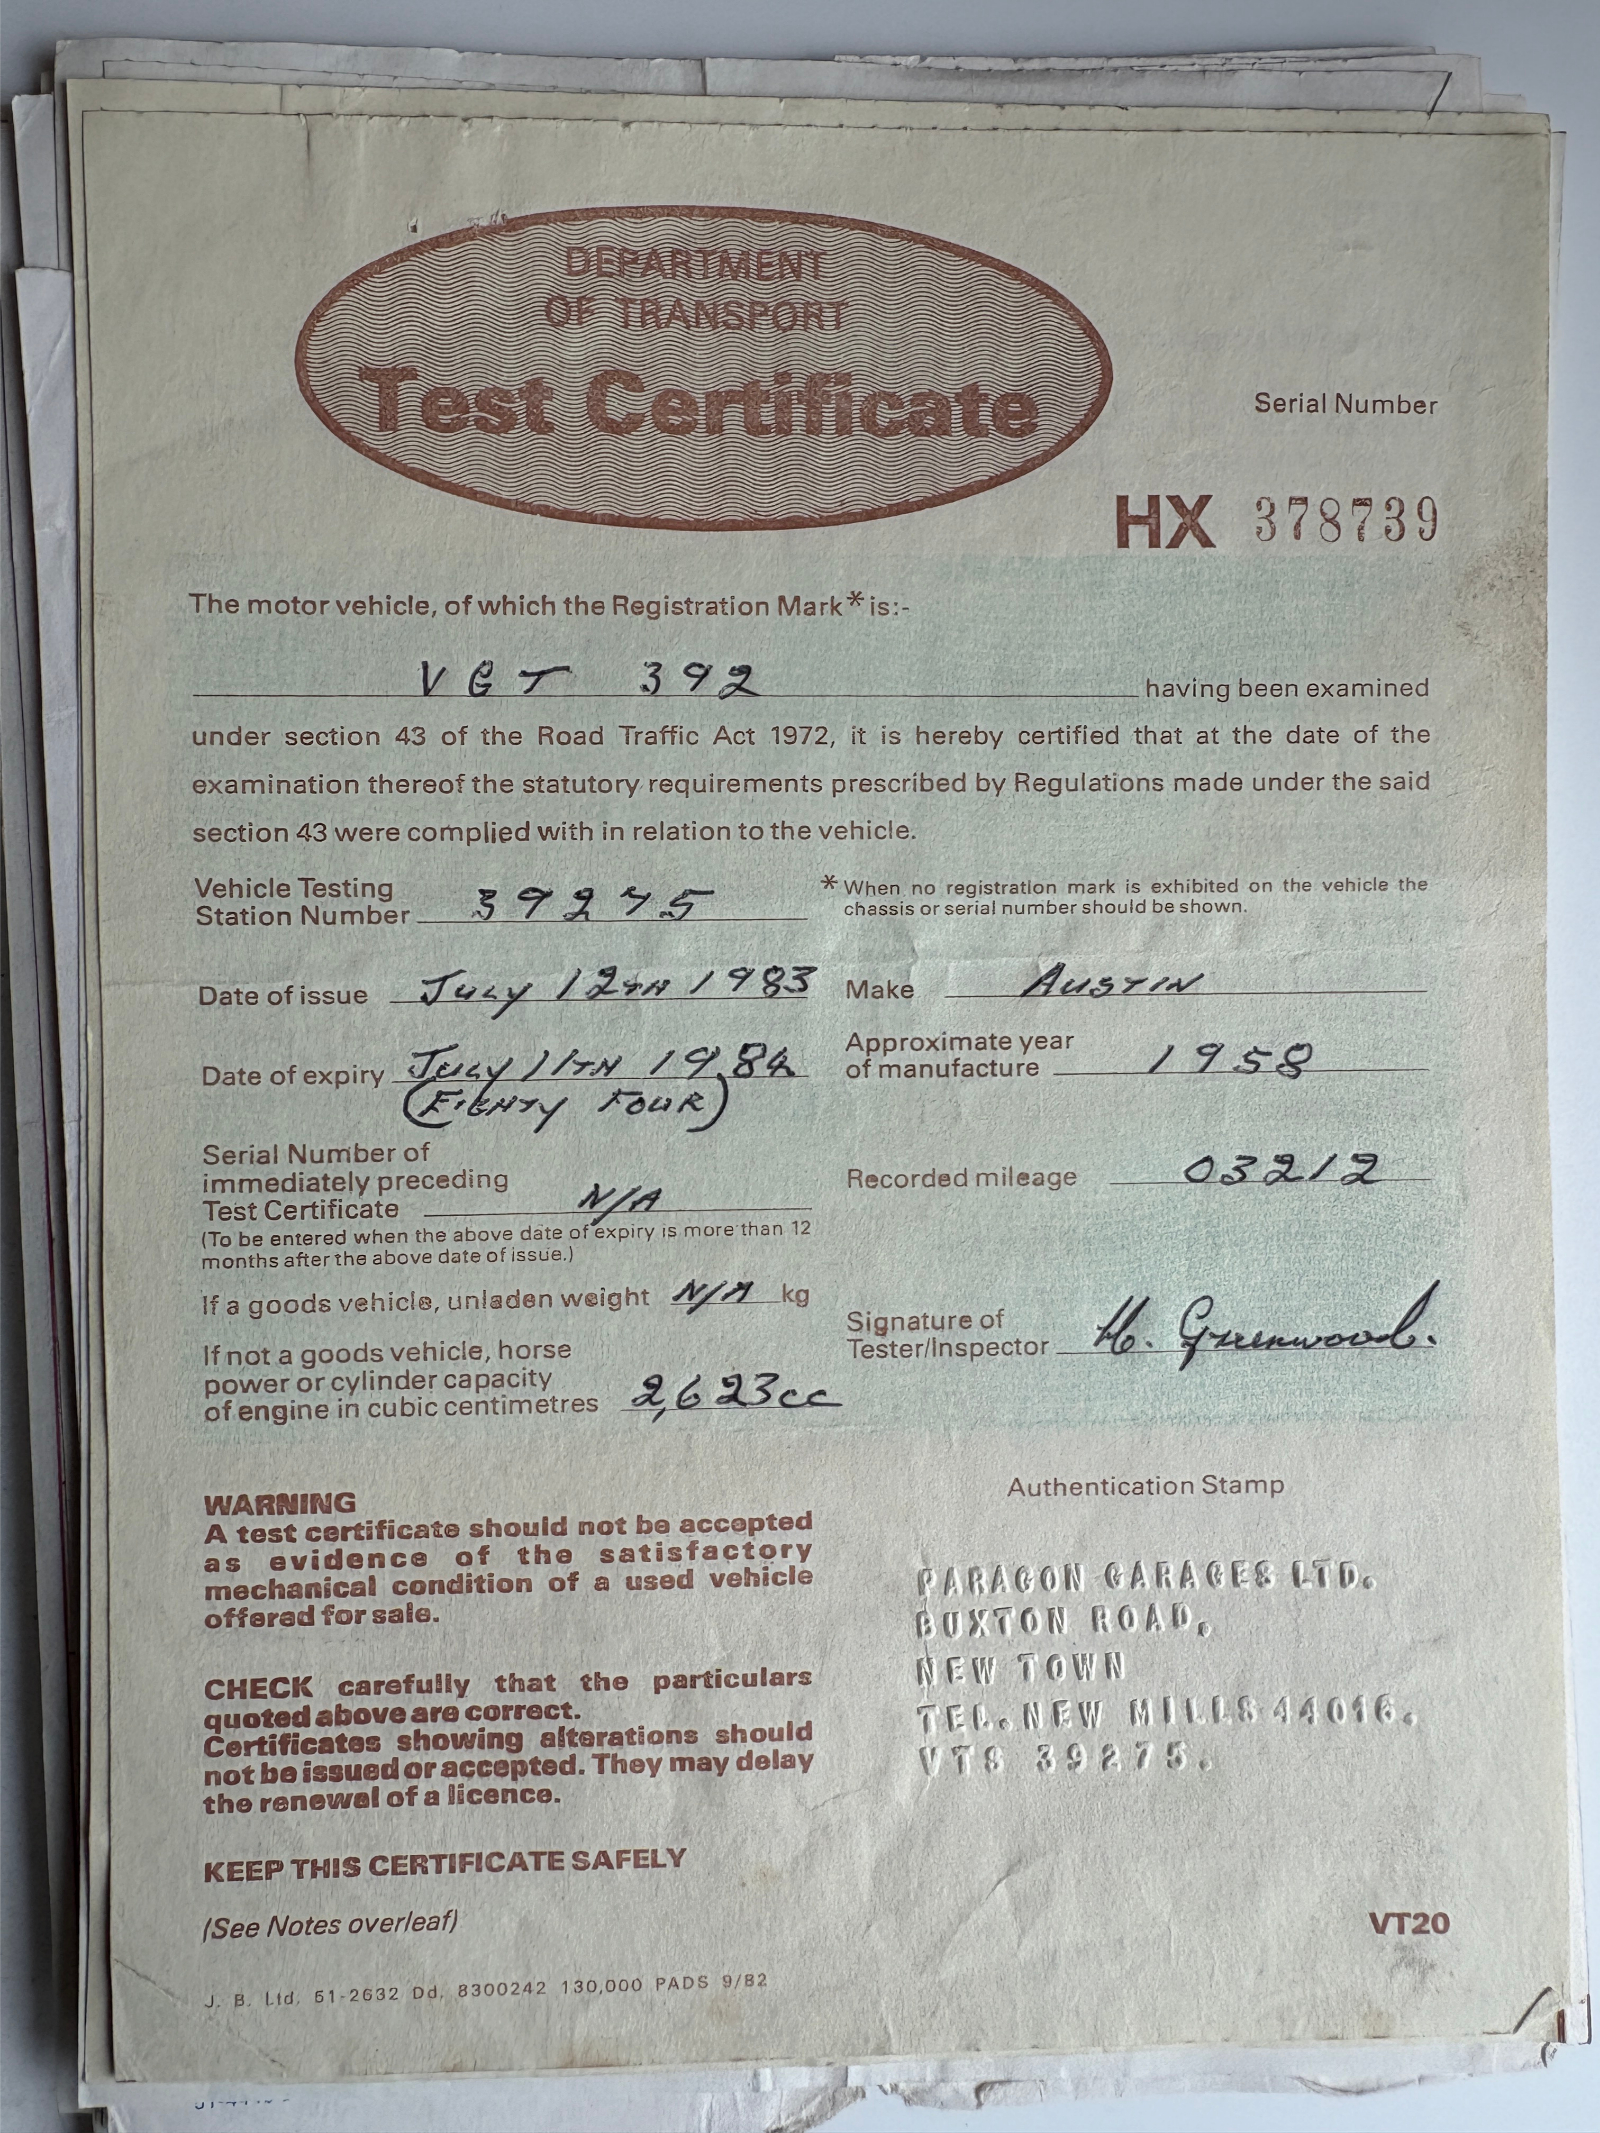 DEPARTMENT
OF TRANSPORT
Test Certificate
Serial Number
HX 378739
The motor vehicle, of which the Registration Mark* is:-
VGT 392 having been examined
under section 43 of the Road Traffic Act 1972, it is hereby certified that at the date of the
examination thereof the statutory requirements prescribed by Regulations made under the said
section 43 were complied with in relation to the vehicle.
Vehicle Testing
Station Number 39275
* When no registration mark is exhibited on the vehicle the
chassis or serial number should be shown.
Date of issue JULY 12TH 1983
Make AUSTIN
Date of expiry JULY 11TH 1984
(EIGHTY FOUR)
Approximate year
of manufacture 1958
Serial Number of
immediately preceding
Test Certificate N/A
(To be entered when the above date of expiry is more than 12
months after the above date of issue.)
Recorded mileage 03212
If a goods vehicle, unladen weight N/A kg
Signature of
Tester/Inspector H. Greenwood.
If not a goods vehicle, horse
power or cylinder capacity
of engine in cubic centimetres 2,623cc
WARNING
A test certificate should not be accepted
as evidence of the satisfactory
mechanical condition of a used vehicle
offered for sale.
CHECK carefully that the particulars
quoted above are correct.
Certificates showing alterations should
not be issued or accepted. They may delay
the renewal of a licence.
KEEP THIS CERTIFICATE SAFELY
(See Notes overleaf)
Authentication Stamp
PARAGON GARAGES LTD.
BUXTON ROAD,
NEW TOWN
TEL. NEW MILLS 44016.
VTS 39275.
VT20
J. B. Ltd. 51-2632 Dd. 8300242 130,000 PADS 9/82